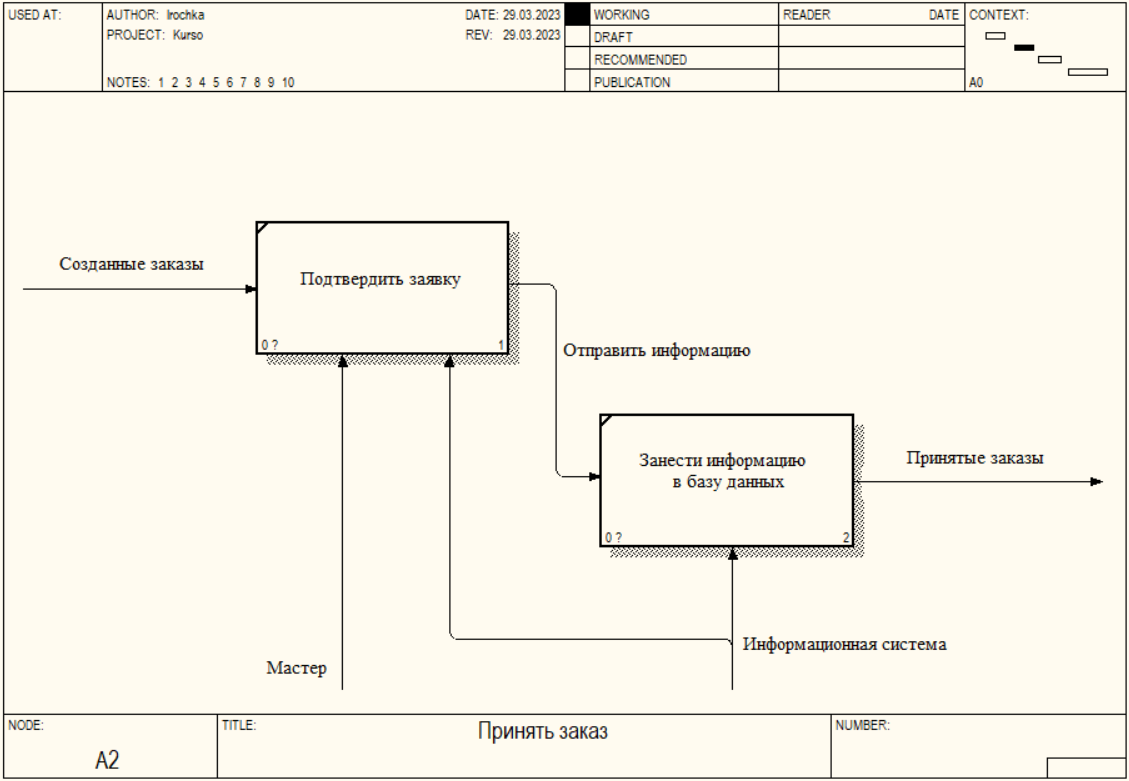 USED AT:
AUTHOR: Irochka
DATE: 29.03.2023
WORKING
READER
DATE
CONTEXT:
PROJECT: Kurso
REV: 29.03.2023
DRAFT
RECOMMENDED
NOTES: 1 2 3 4 5 6 7 8 9 10
PUBLICATION
A0
Созданные заказы
Подтвердить заявку
0 ?
1
Отправить информацию
Занести информацию
в базу данных
0 ?
2
Принятые заказы
Информационная система
Мастер
NODE:
A2
TITLE:
Принять заказ
NUMBER: